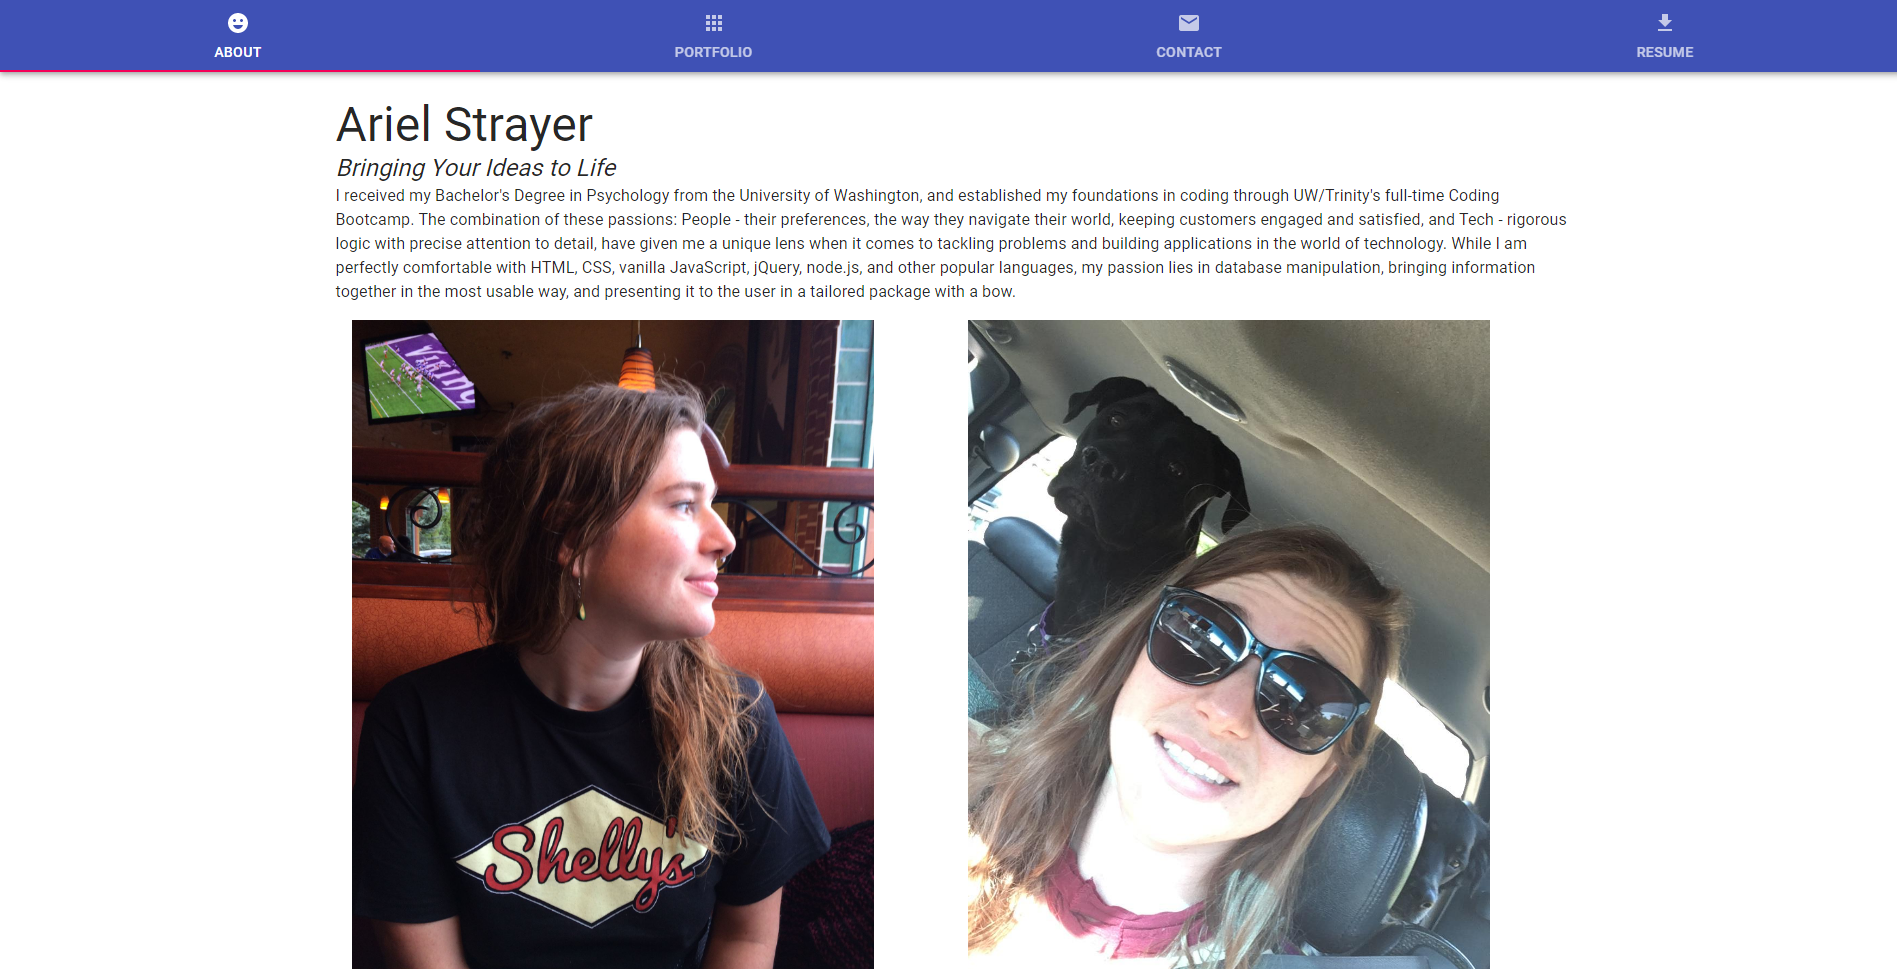 ABOUT
PORTFOLIO
CONTACT
RESUME
Ariel Strayer
Bringing Your Ideas to Life
I received my Bachelor's Degree in Psychology from the University of Washington, and established my foundations in coding through UW/Trinity's full-time Coding
Bootcamp. The combination of these passions: People - their preferences, the way they navigate their world, keeping customers engaged and satisfied, and Tech - rigorous
logic with precise attention to detail, have given me a unique lens when it comes to tackling problems and building applications in the world of technology. While I am
perfectly comfortable with HTML, CSS, vanilla JavaScript, jQuery, node.js, and other popular languages, my passion lies in database manipulation, bringing information
together in the most usable way, and presenting it to the user in a tailored package with a bow.
Shelly's